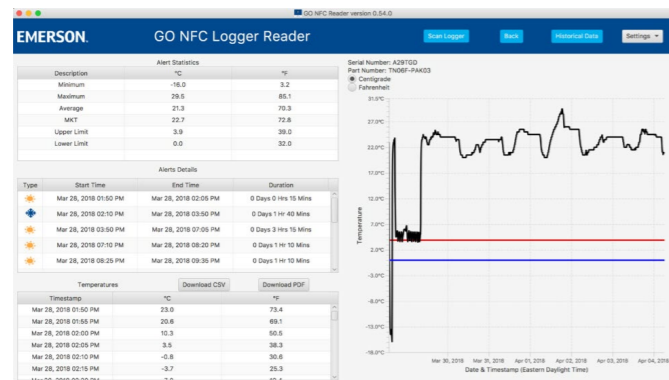 GO NFC Reader version 0.54.0
EMERSON. GO NFC Logger Reader Scan Logger Back Historical Data Settings
Alert Statistics
Description °C °F
Minimum -16.0 3.2
Maximum 29.5 85.1
Average 21.3 70.3
MKT 22.7 72.8
Upper Limit 3.9 39.0
Lower Limit 0.0 32.0
Alerts Details
Type Start Time End Time Duration
Mar 28, 2018 01:50 PM Mar 28, 2018 02:05 PM 0 Days 0 Hrs 15 Mins
Mar 28, 2018 02:10 PM Mar 28, 2018 03:50 PM 0 Days 1 Hr 40 Mins
Mar 28, 2018 03:50 PM Mar 28, 2018 07:05 PM 0 Days 3 Hrs 15 Mins
Mar 28, 2018 07:10 PM Mar 28, 2018 08:20 PM 0 Days 1 Hr 10 Mins
Mar 28, 2018 08:25 PM Mar 28, 2018 09:35 PM 0 Days 1 Hr 10 Mins
Temperatures Download CSV Download PDF
Timestamp °C °F
Mar 28, 2018 01:50 PM 23.0 73.4
Mar 28, 2018 01:55 PM 20.6 69.1
Mar 28, 2018 02:00 PM 10.3 50.5
Mar 28, 2018 02:05 PM 3.5 38.3
Mar 28, 2018 02:10 PM -0.8 30.6
Mar 28, 2018 02:15 PM -3.7 25.3
Serial Number: A29TGD
Part Number: TN06F-PAK03
Centigrade
Fahrenheit
31.5°C
27.0°C
22.0°C
17.0°C
12.0°C
7.0°C
2.0°C
-3.0°C
-8.0°C
-13.0°C
-18.0°C
Temperature
Mar 30, 2018 Mar 31, 2018 Apr 01, 2018 Apr 02, 2018 Apr 03, 2018 Apr 04, 2018
Date & Timestamp (Eastern Daylight Time)